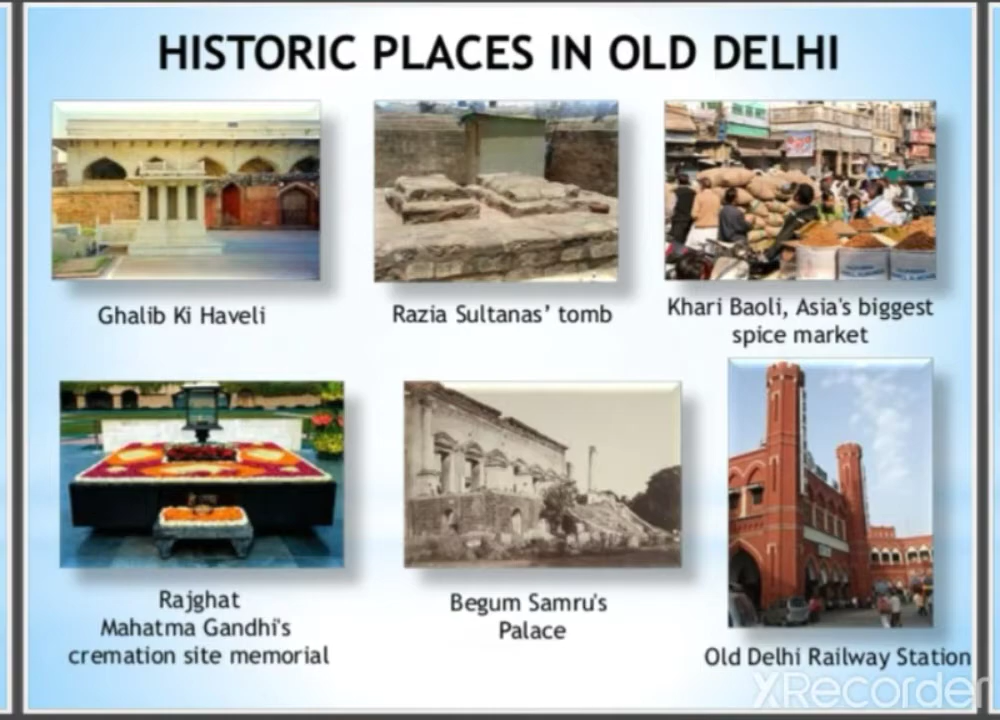 HISTORIC PLACES IN OLD DELHI
Ghalib Ki Haveli
Razia Sultanas’ tomb
Khari Baoli, Asia's biggest
spice market
Rajghat
Mahatma Gandhi's
cremation site memorial
Begum Samru's
Palace
Old Delhi Railway Station
XRecorder